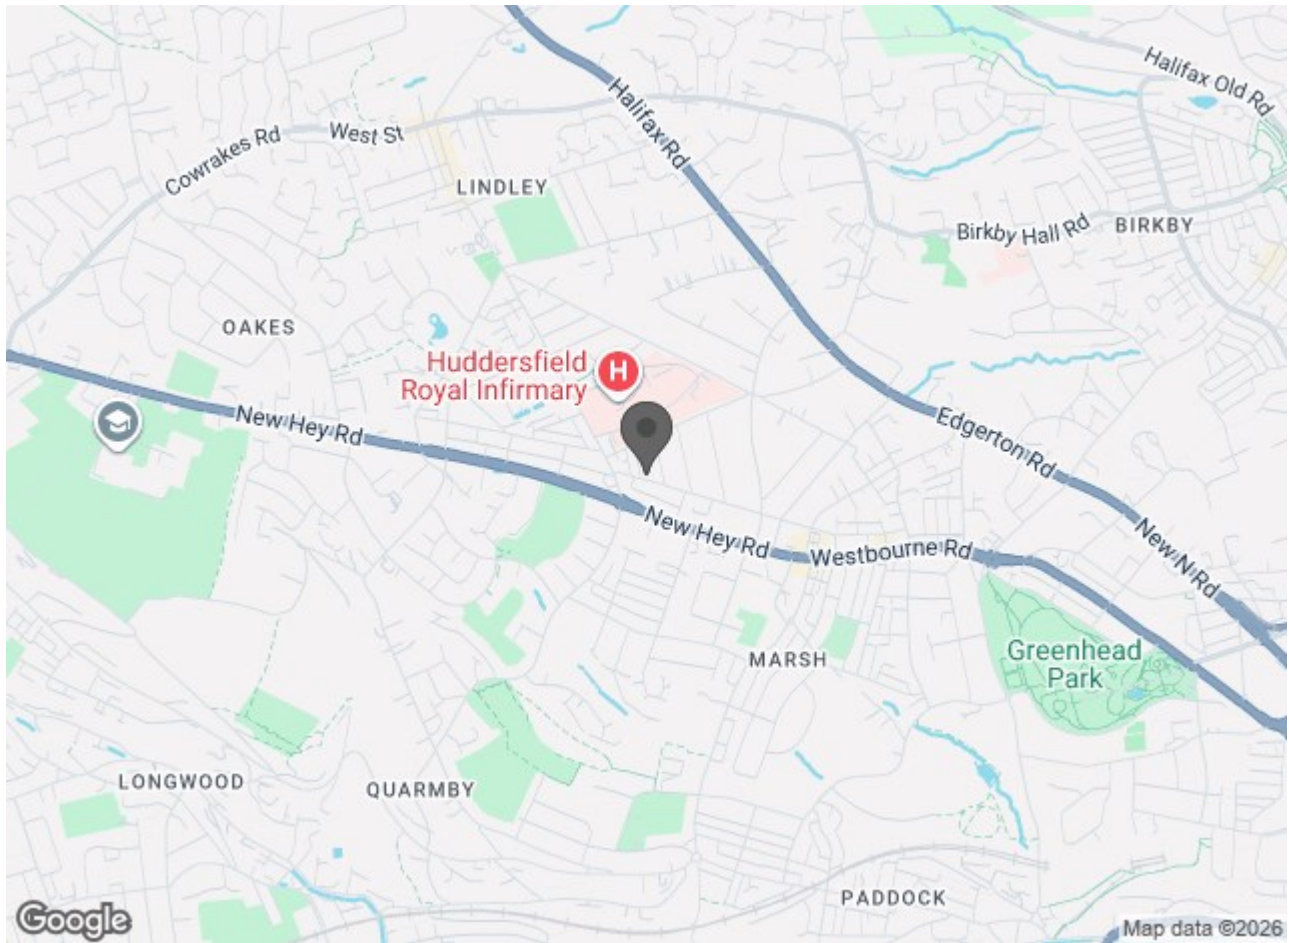 Halifax Old Rd
Halifax Rd
West St
Cowrakes Rd
LINDLEY
Birkby Hall Rd
BIRKBY
OAKES
Huddersfield
Royal Infirmary
H
New Hey Rd
Edgerton Rd
New Hey Rd
Westbourne Rd
New N Rd
Greenhead
Park
MARSH
LONGWOOD
QUARMBY
PADDOCK
Google
Map data ©2026